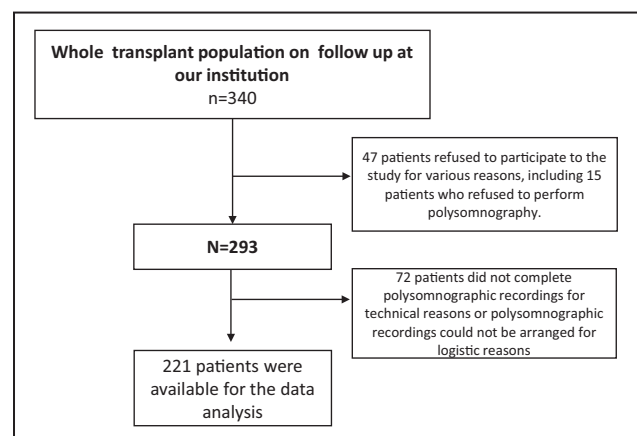 Whole transplant population on follow up at
our institution
n=340
47 patients refused to participate to the
study for various reasons, including 15
patients who refused to perform
polysomnography.
N=293
72 patients did not complete
polysomnographic recordings for
technical reasons or polysomnographic
recordings could not be arranged for
logistic reasons
221 patients were
available for the data
analysis